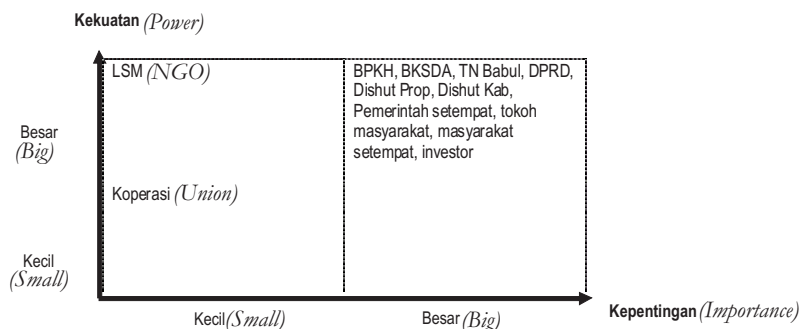 Kekuatan (Power)
LSM (NGO)
BPKH, BKSDA, TN Babul, DPRD,
Dishut Prop, Dishut Kab,
Pemerintah setempat, tokoh
masyarakat, masyarakat
setempat, investor
Besar
(Big)
Koperasi (Union)
Kecil
(Small)
Kecil(Small)
Besar(Big)
Kepentingan (Importance)